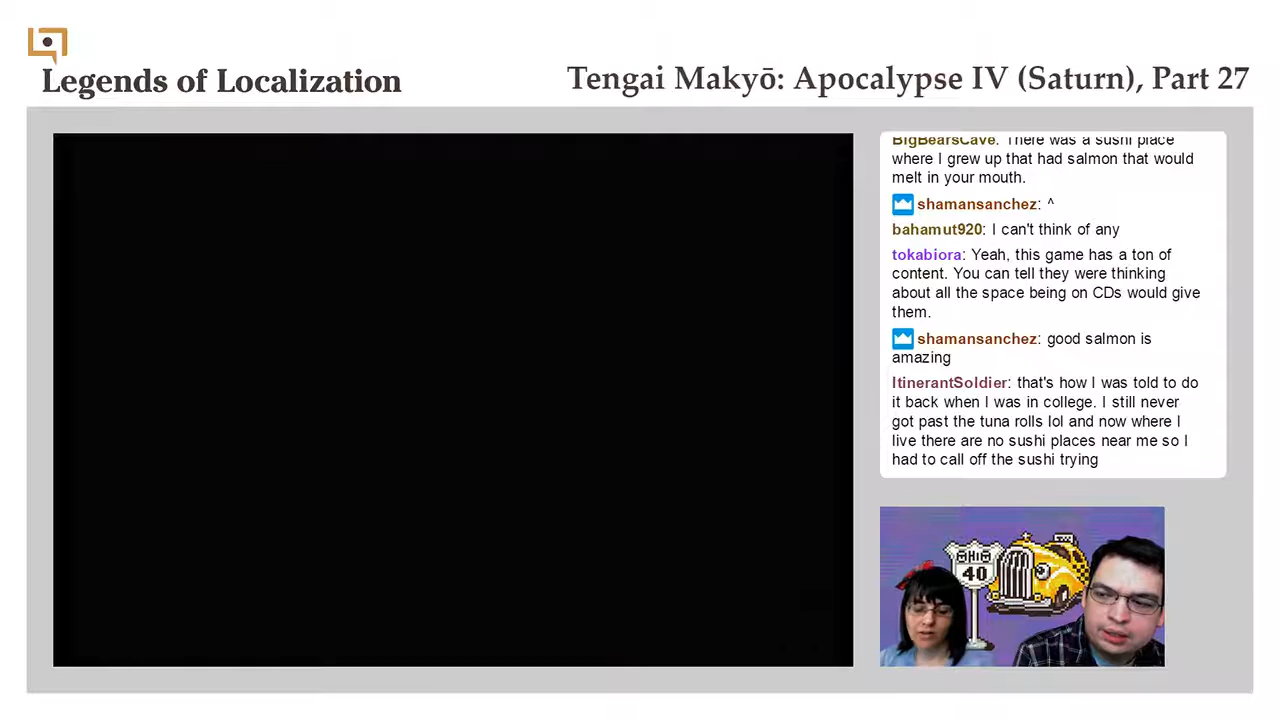 Legends of Localization
Tengai Makyō: Apocalypse IV (Saturn), Part 27
BigBearsCave: There was a sushi place
where I grew up that had salmon that would
melt in your mouth.
shamansanchez: ^
bahamut920: I can't think of any
tokabiora: Yeah, this game has a ton of
content. You can tell they were thinking
about all the space being on CDs would give
them.
shamansanchez: good salmon is
amazing
ItinerantSoldier: that's how I was told to do
it back when I was in college. I still never
got past the tuna rolls lol and now where I
live there are no sushi places near me so I
had to call off the sushi trying
OHIO
40